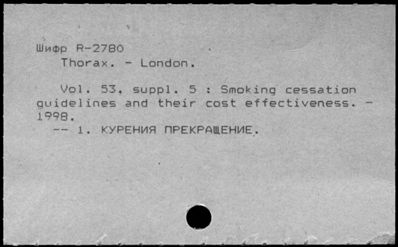 Шифр R-2780
Thorax. - London.
Vol. 53, suppl. 5 : Smoking cessation
guidelines and their cost effectiveness. -
1998.
-- 1. КУРЕНИЯ ПРЕКРАЩЕНИЕ.